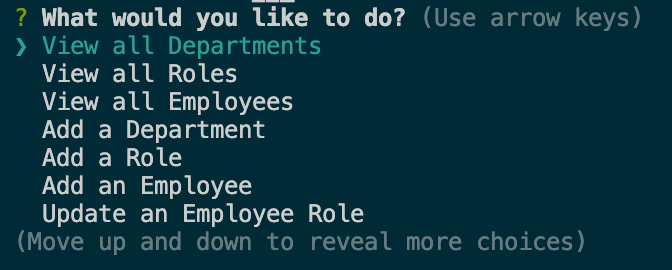 ? What would you like to do? (Use arrow keys)
❯ View all Departments
View all Roles
View all Employees
Add a Department
Add a Role
Add an Employee
Update an Employee Role
(Move up and down to reveal more choices)